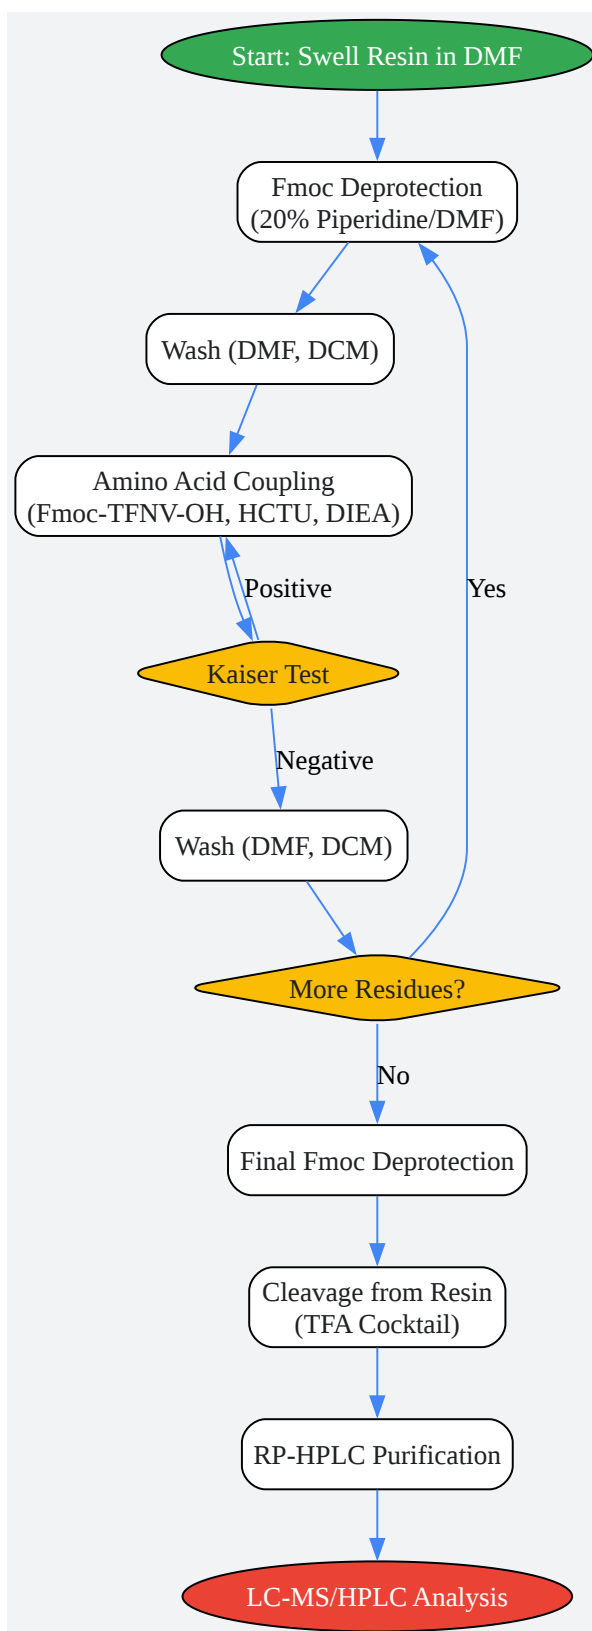 Start: Swell Resin in DMF
Fmoc Deprotection
(20% Piperidine/DMF)
Wash (DMF, DCM)
Amino Acid Coupling
(Fmoc-TFNV-OH, HCTU, DIEA)
Positive
Yes
Kaiser Test
Negative
Wash (DMF, DCM)
More Residues?
No
Final Fmoc Deprotection
Cleavage from Resin
(TFA Cocktail)
RP-HPLC Purification
LC-MS/HPLC Analysis